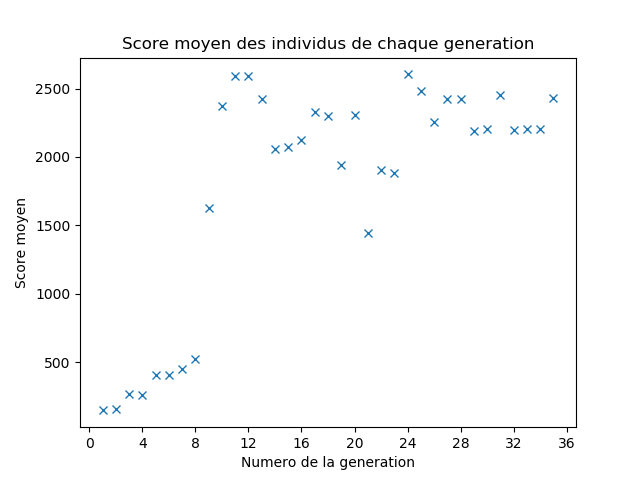 Score moyen des individus de chaque generation
2500
2000
1500
1000
500
Score moyen
0 4 8 12 16 20 24 28 32 36
Numero de la generation